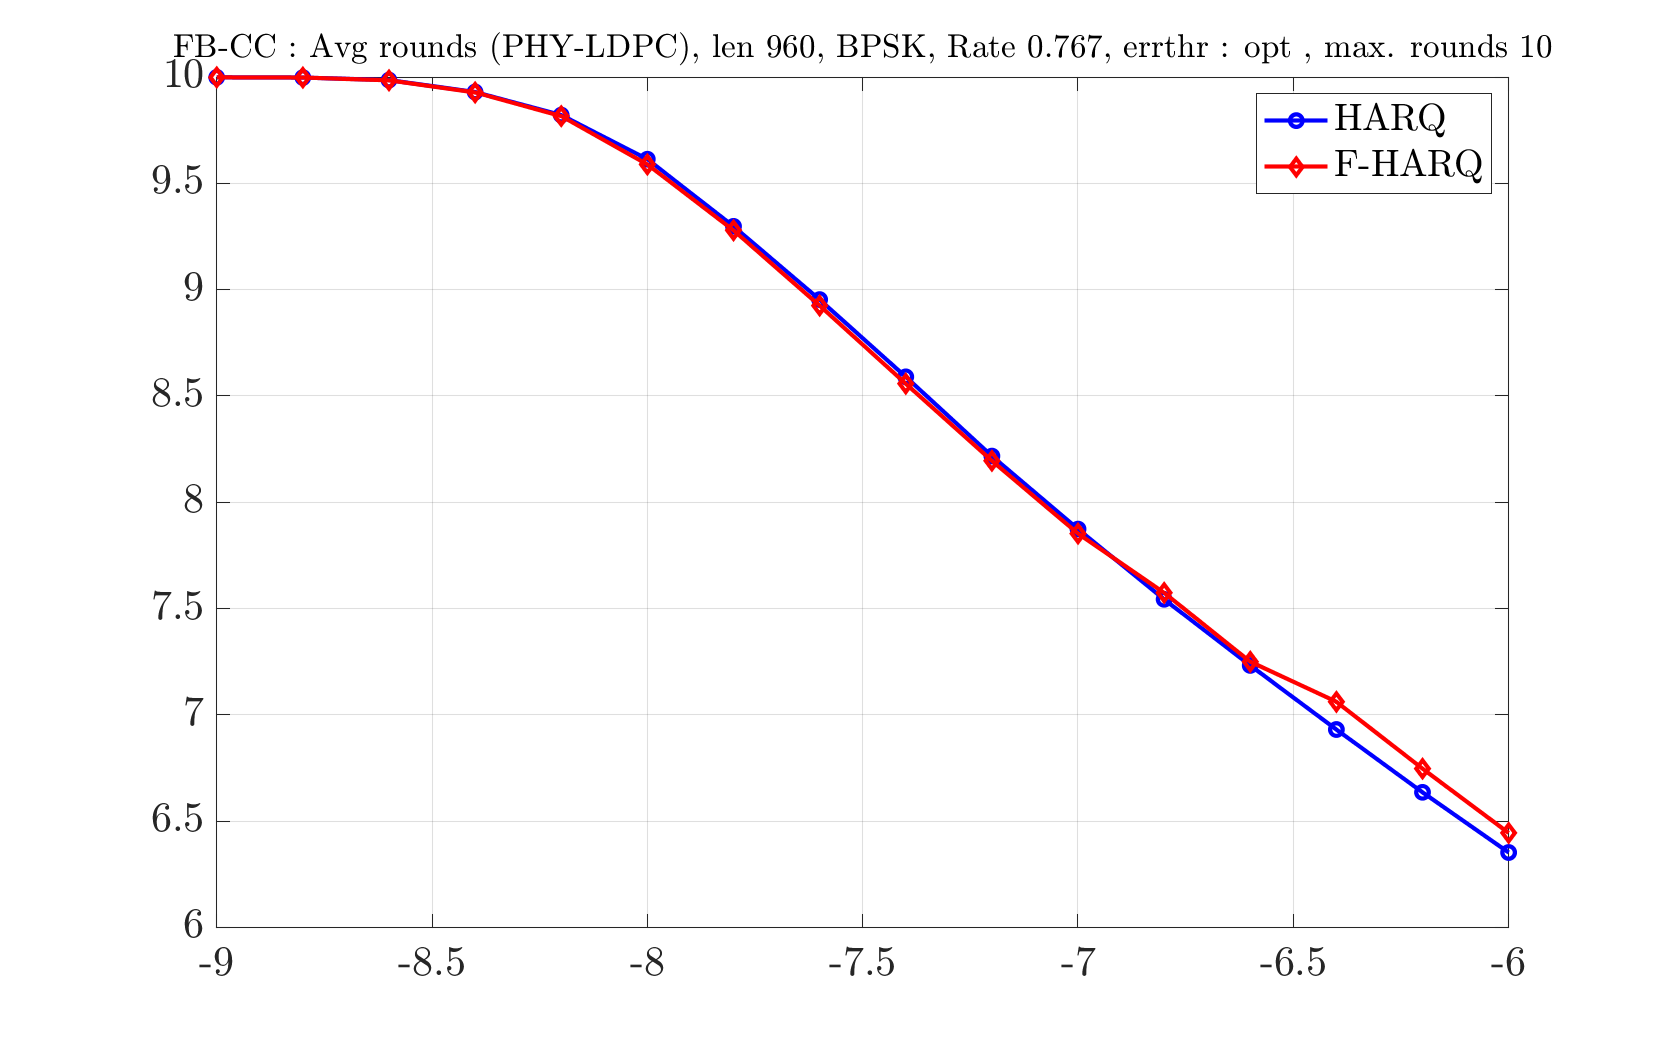 FB-CC : Avg rounds (PHY-LDPC), len 960, BPSK, Rate 0.767, errthr : opt , max. rounds 10
HARQ
F-HARQ
10
9.5
9
8.5
8
7.5
7
6.5
6
-9 -8.5 -8 -7.5 -7 -6.5 -6